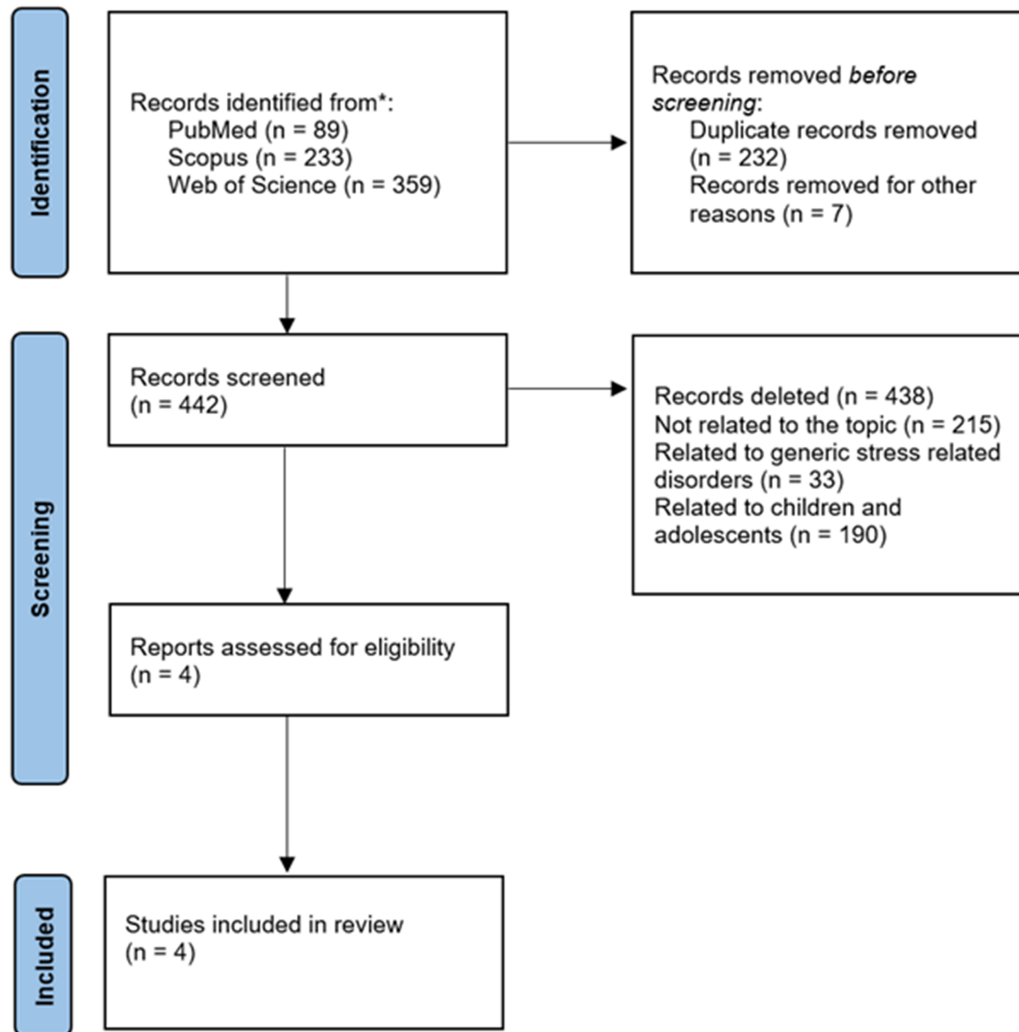 Identification
Records identified from*:
PubMed (n = 89)
Scopus (n = 233)
Web of Science (n = 359)
Records removed before
screening:
Duplicate records removed
(n = 232)
Records removed for other
reasons (n = 7)
Screening
Records screened
(n = 442)
Records deleted (n = 438)
Not related to the topic (n = 215)
Related to generic stress related
disorders (n = 33)
Related to children and
adolescents (n = 190)
Reports assessed for eligibility
(n = 4)
Included
Studies included in review
(n = 4)